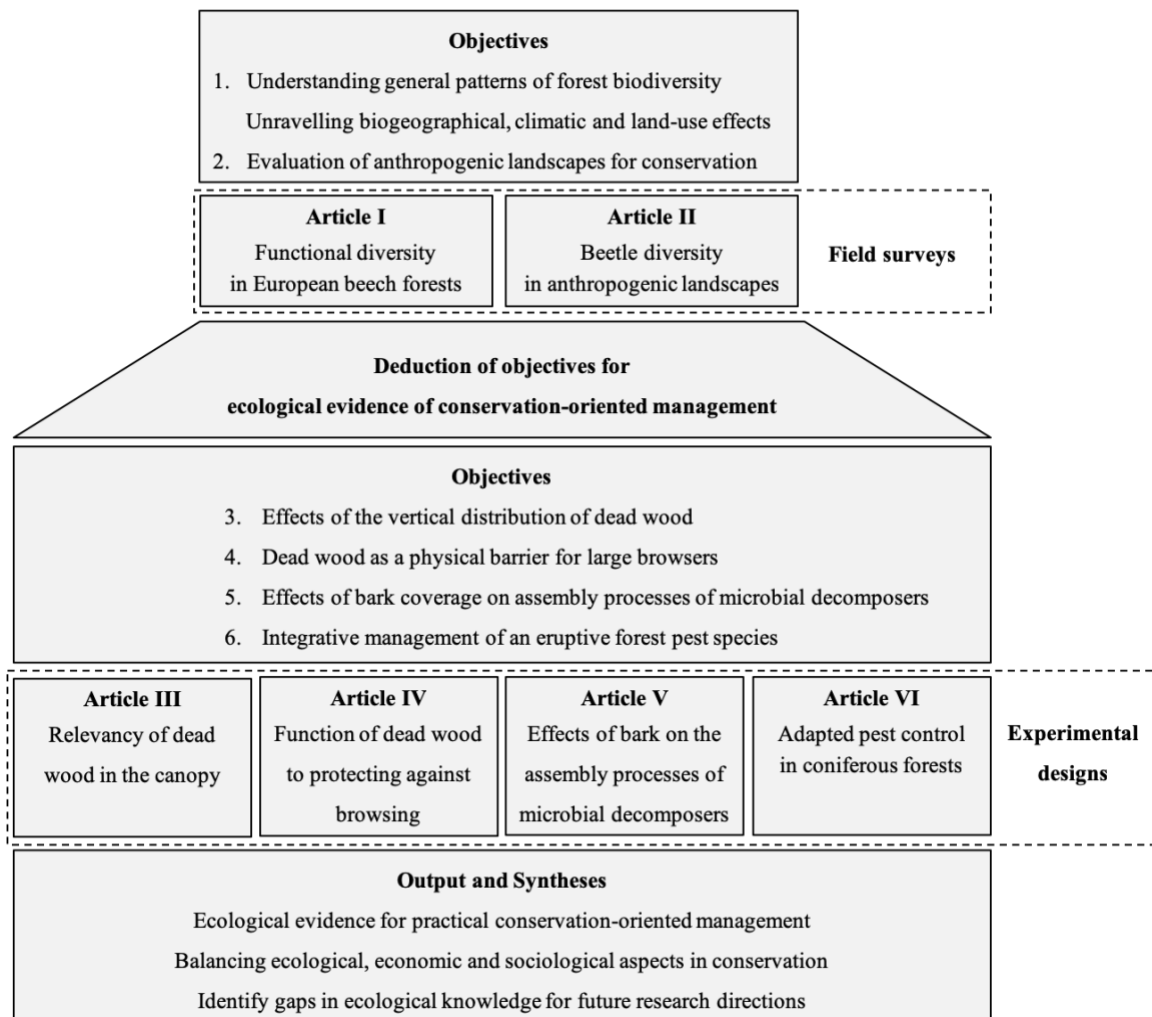 Objectives
1. Understanding general patterns of forest biodiversity
Unravelling biogeographical, climatic and land-use effects
2. Evaluation of anthropogenic landscapes for conservation
Article I
Functional diversity
in European beech forests
Article II
Beetle diversity
in anthropogenic landscapes
Field surveys
Deduction of objectives for
ecological evidence of conservation-oriented management
Objectives
3. Effects of the vertical distribution of dead wood
4. Dead wood as a physical barrier for large browsers
5. Effects of bark coverage on assembly processes of microbial decomposers
6. Integrative management of an eruptive forest pest species
Article III
Relevancy of dead
wood in the canopy
Article IV
Function of dead wood
to protecting against
browsing
Article V
Effects of bark on the
assembly processes of
microbial decomposers
Article VI
Adapted pest control
in coniferous forests
Experimental
designs
Output and Syntheses
Ecological evidence for practical conservation-oriented management
Balancing ecological, economic and sociological aspects in conservation
Identify gaps in ecological knowledge for future research directions